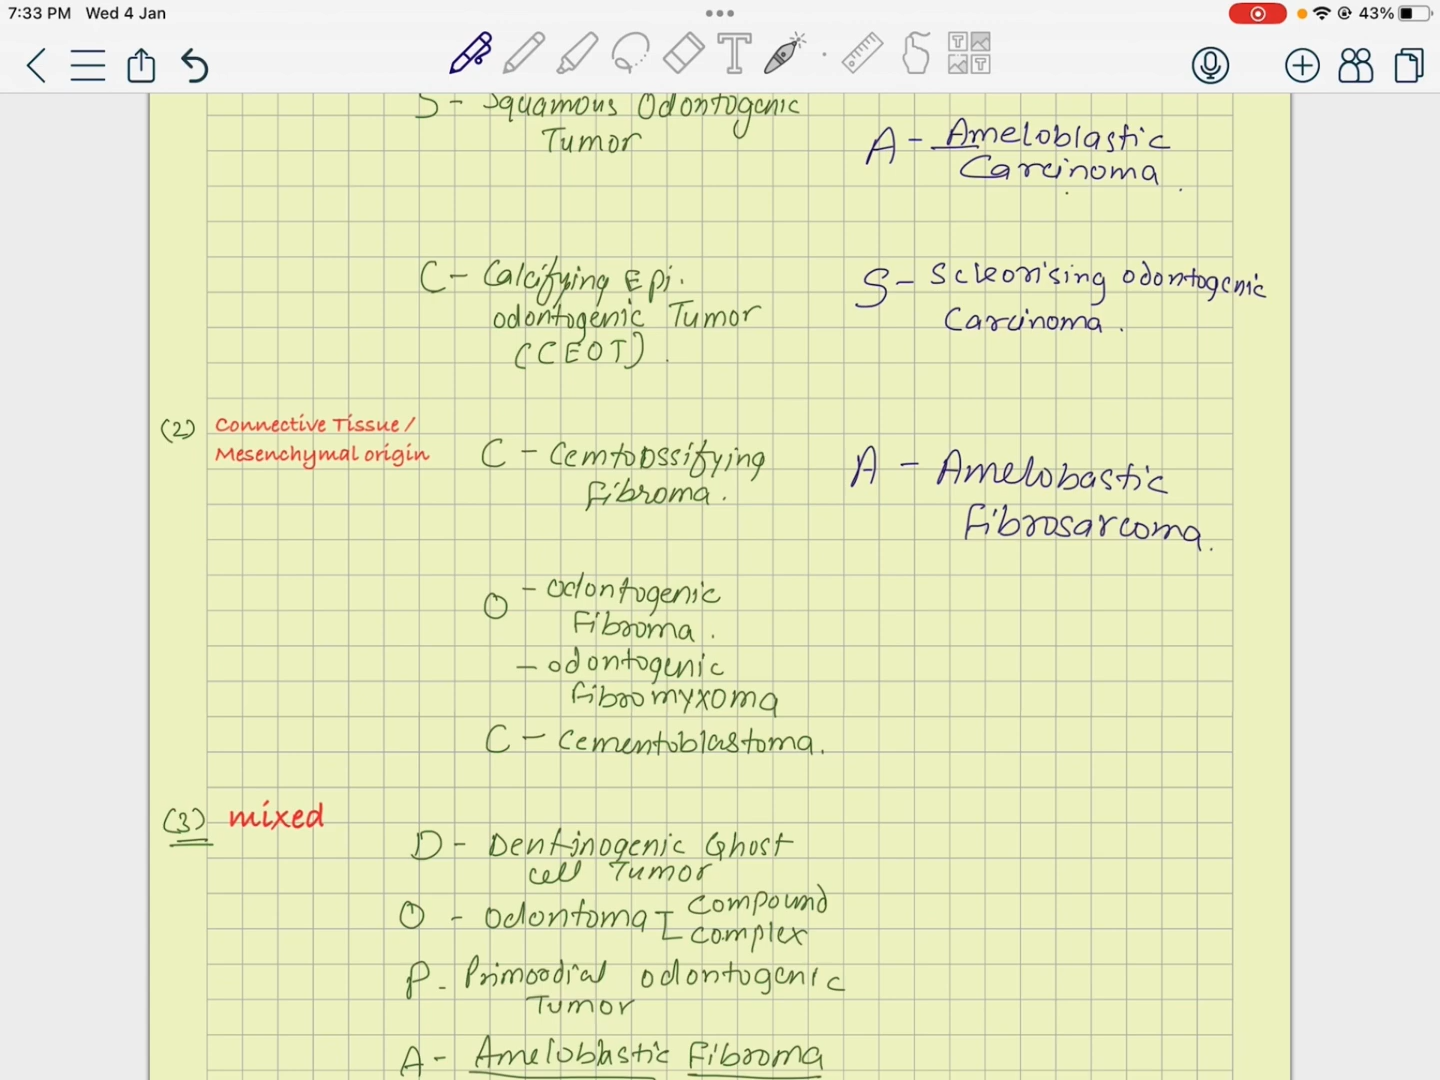 7:33 PM Wed 4 Jan
43%
S - Squamous Odontogenic
Tumor
A - Ameloblastic
Carcinoma.
C - Calcifying Epi.
odontogenic Tumor
(CEOT).
S - Scleorising odontogenic
Carcinoma.
(2) Connective Tissue /
Mesenchymal origin
C - Cemtoossifying
Fibroma.
A - Amelobastic
Fibrosarcoma.
O - odontogenic
Fibroma.
- odontogenic
Fibromyxoma
C - Cementoblastoma.
(3) mixed
D - Dentinogenic Ghost
cell Tumor
O - Odontoma - Compound
Complex
P - Primordial odontogenic
Tumor
A - Ameloblastic Fibroma